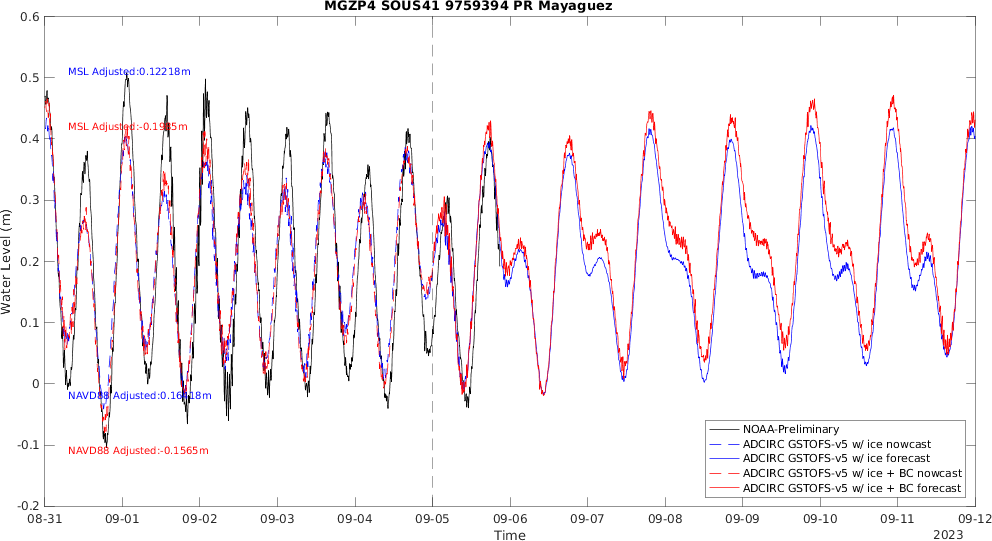 MGZP4 SOUS41 9759394 PR Mayaguez
0.6
0.5
0.4
0.3
0.2
0.1
0
-0.1
-0.2
Water Level (m)
MSL Adjusted:0.12218m
MSL Adjusted:-0.1985m
NAVD88 Adjusted:0.16418m
NAVD88 Adjusted:-0.1565m
NOAA-Preliminary
ADCIRC GSTOFS-v5 w/ ice nowcast
ADCIRC GSTOFS-v5 w/ ice forecast
ADCIRC GSTOFS-v5 w/ ice + BC nowcast
ADCIRC GSTOFS-v5 w/ ice + BC forecast
08-31 09-01 09-02 09-03 09-04 09-05 09-06 09-07 09-08 09-09 09-10 09-11 09-12
Time
2023